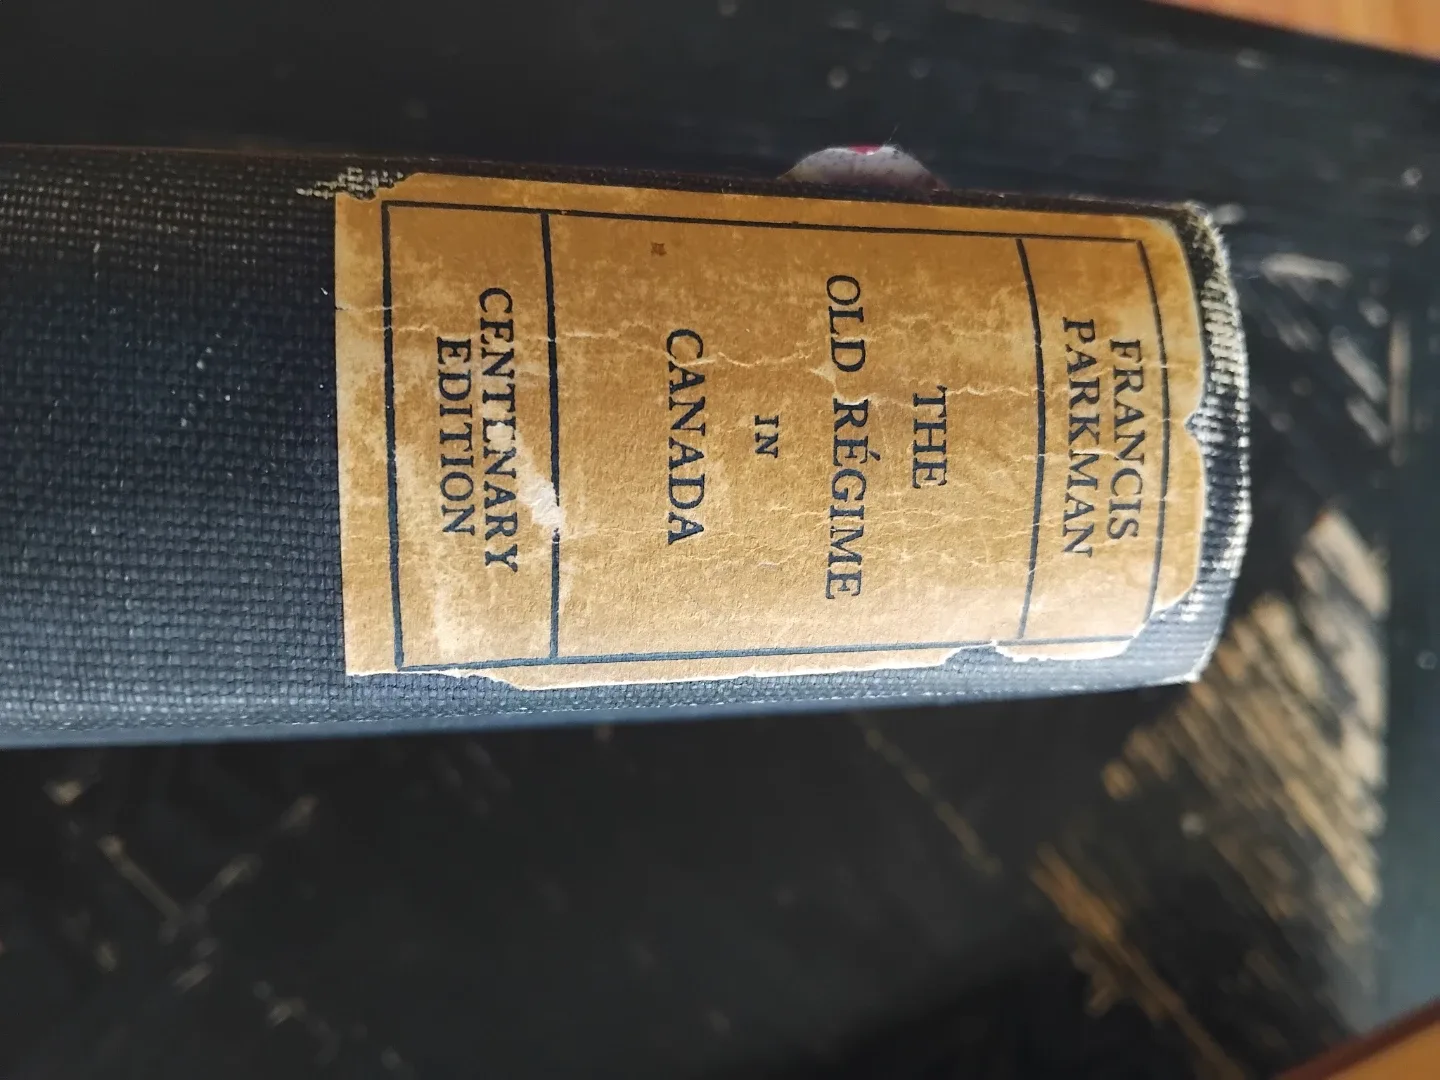 FRANCIS
PARKMAN
THE
OLD RÉGIME
IN
CANADA
CENTENARY
EDITION